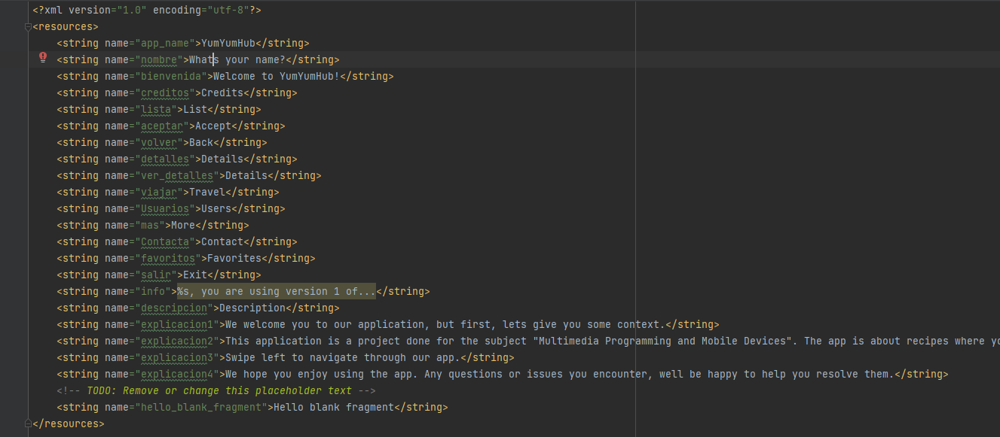 <?xml version="1.0" encoding="utf-8"?>
<resources>
    <string name="app_name">YumYumHub</string>
    <string name="nombre">Whats your name?</string>
    <string name="bienvenida">Welcome to YumYumHub!</string>
    <string name="creditos">Credits</string>
    <string name="lista">List</string>
    <string name="aceptar">Accept</string>
    <string name="volver">Back</string>
    <string name="detalles">Details</string>
    <string name="ver_detalles">Details</string>
    <string name="viajar">Travel</string>
    <string name="Usuarios">Users</string>
    <string name="mas">More</string>
    <string name="Contacta">Contact</string>
    <string name="favoritos">Favorites</string>
    <string name="salir">Exit</string>
    <string name="info">%s, you are using version 1 of...</string>
    <string name="descripcion">Description</string>
    <string name="explicacion1">We welcome you to our application, but first, lets give you some context.</string>
    <string name="explicacion2">This application is a project done for the subject "Multimedia Programming and Mobile Devices". The app is about recipes where yo
    <string name="explicacion3">Swipe left to navigate through our app.</string>
    <string name="explicacion4">We hope you enjoy using the app. Any questions or issues you encounter, well be happy to help you resolve them.</string>
    <!-- TODO: Remove or change this placeholder text -->
    <string name="hello_blank_fragment">Hello blank fragment</string>
</resources>